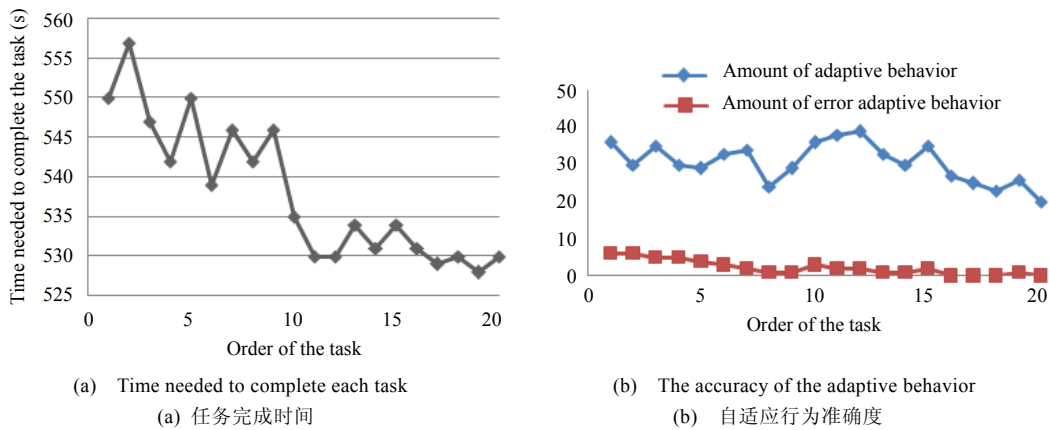 Time needed to complete the task (s)
560
555
550
545
540
535
530
525
0
5
10
15
20
Order of the task
(a) Time needed to complete each task
(a) 任务完成时间
Amount of adaptive behavior
Amount of error adaptive behavior
50
40
30
20
10
0
0
5
10
15
20
Order of the task
(b) The accuracy of the adaptive behavior
(b) 自适应行为准确度